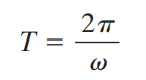 T = 2π / ω